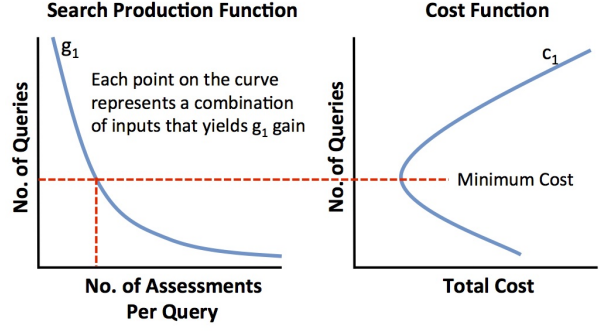 Search Production Function
Cost Function
g1
Each point on the curve
represents a combination
of inputs that yields g1 gain
No. of Queries
No. of Assessments
Per Query
c1
No. of Queries
Minimum Cost
Total Cost